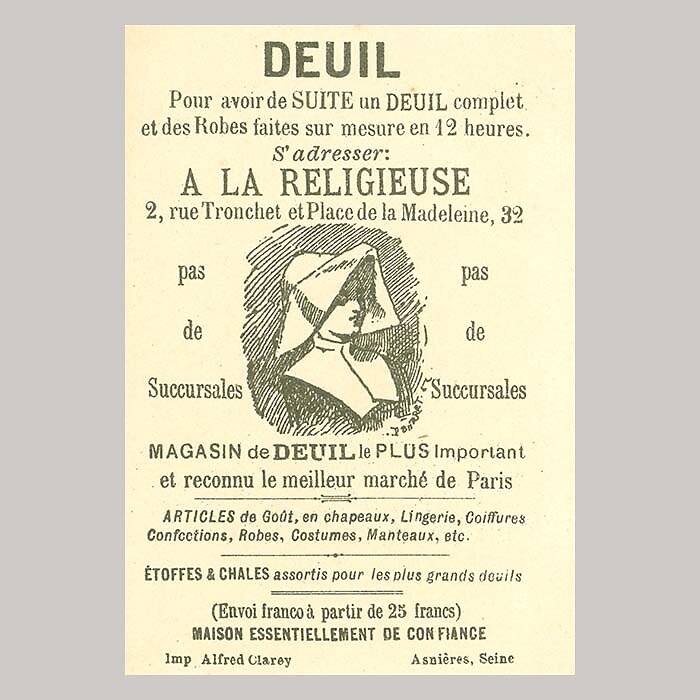 DEUIL
Pour avoir de SUITE un DEUIL complet
et des Robes faites sur mesure en 12 heures.
S'adresser:
A LA RELIGIEUSE
2, rue Tronchet et Place de la Madeleine, 32
pas pas
de de
Succursales Succursales
MAGASIN de DEUIL le PLUS Important
et reconnu le meilleur marché de Paris
ARTICLES de Goût, en chapeaux, Lingerie, Coiffures
Confections, Robes, Costumes, Manteaux, etc.
ÉTOFFES & CHALES assortis pour les plus grands deuils
(Envoi franco à partir de 25 francs)
MAISON ESSENTIELLEMENT DE CONFIANCE
Imp Alfred Clarey Asnières, Seine